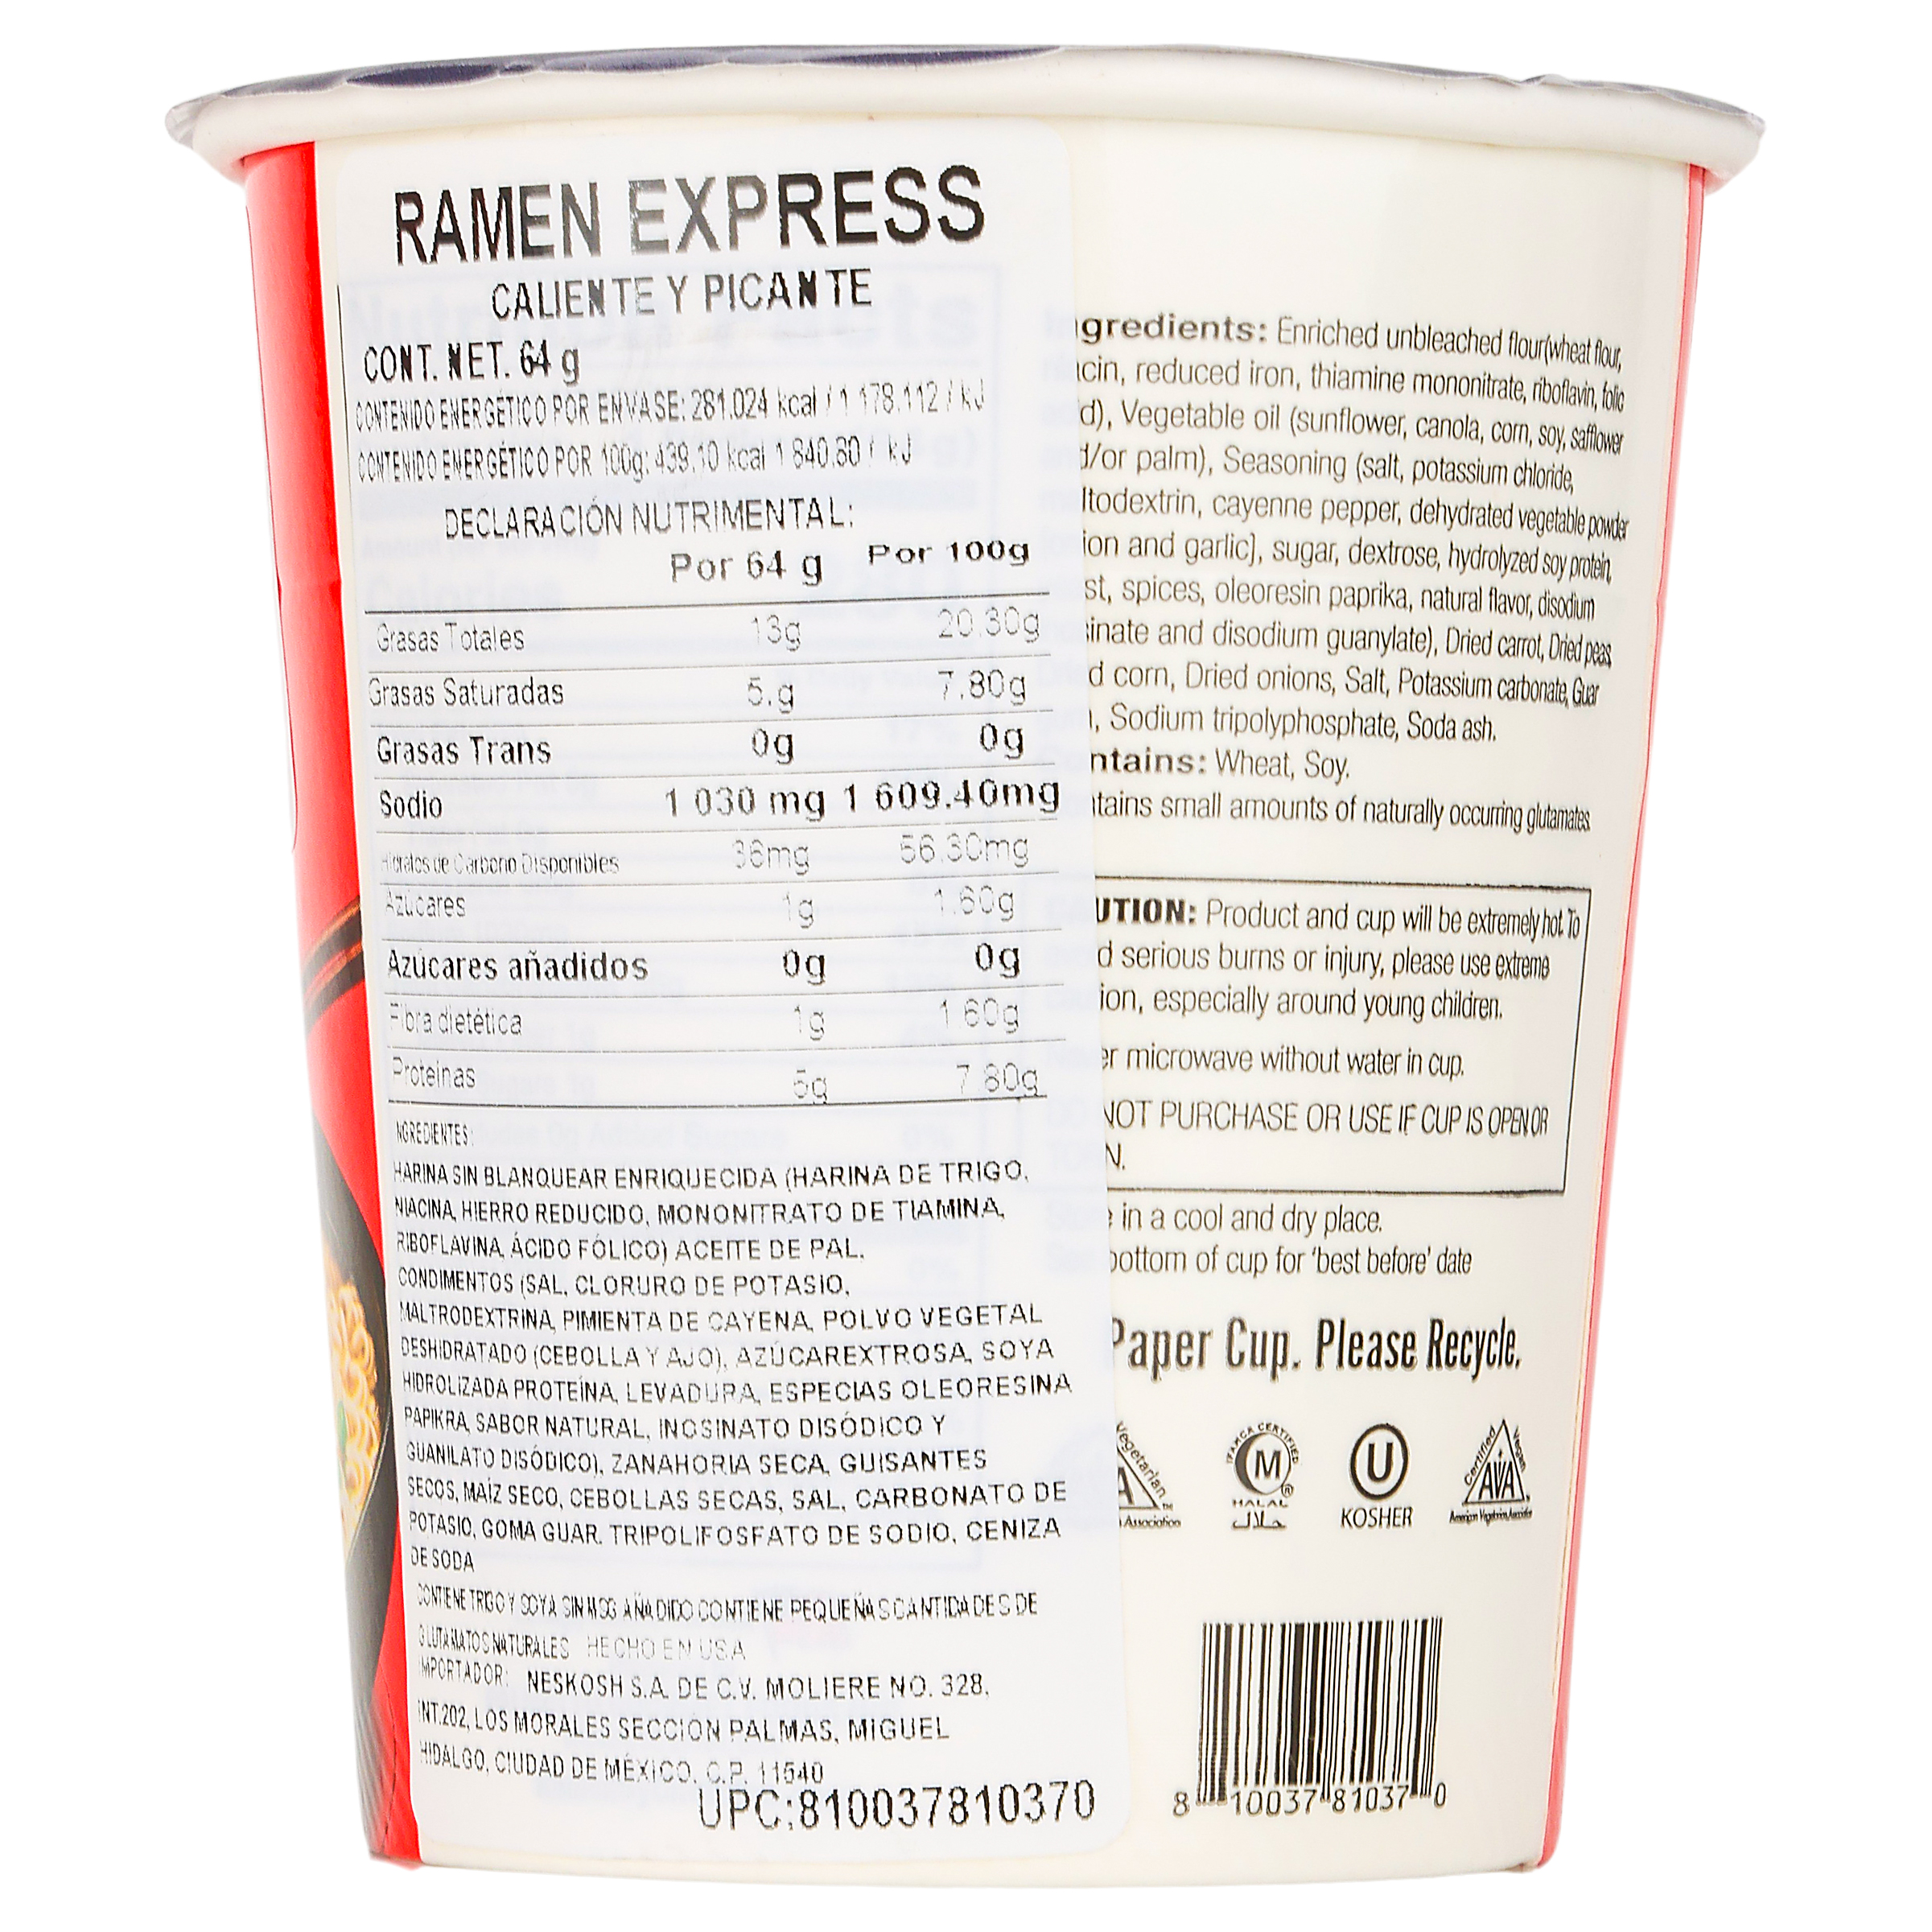 RAMEN EXPRESS
CALIENTE Y PICANTE
CONT. NET. 64 g
CONTENIDO ENERGÉTICO POR ENVASE: 281.024 kcal / 1 178.112 / kJ
CONTENIDO ENERGÉTICO POR 100g: 439.10 kcal 1 840.80 / kJ
DECLARACIÓN NUTRIMENTAL:
Por 64 g Por 100g
Grasas Totales 13g 20.30g
Grasas Saturadas 5.g 7.80g
Grasas Trans 0g 0g
Sodio 1 030 mg 1 609.40mg
Hidratos de Carbono Disponibles 36mg 56.30mg
Azúcares 1g 1.60g
Azúcares añadidos 0g 0g
Fibra dietética 1g 1.60g
Proteinas 5g 7.80g
INGREDIENTES:
HARINA SIN BLANQUEAR ENRIQUECIDA (HARINA DE TRIGO,
NIACINA, HIERRO REDUCIDO, MONONITRATO DE TIAMINA,
RIBOFLAVINA, ÁCIDO FÓLICO) ACEITE DE PAL,
CONDIMENTOS (SAL, CLORURO DE POTASIO,
MALTRODEXTRINA, PIMIENTA DE CAYENA, POLVO VEGETAL
DESHIDRATADO (CEBOLLA Y AJO), AZÚCAREXTROSA, SOYA
HIDROLIZADA PROTEÍNA, LEVADURA, ESPECIAS OLEORESINA
PAPIKRA, SABOR NATURAL, INOSINATO DISÓDICO Y
GUANILATO DISÓDICO), ZANAHORIA SECA, GUISANTES
SECOS, MAÍZ SECO, CEBOLLAS SECAS, SAL, CARBONATO DE
POTASIO, GOMA GUAR. TRIPOLIFOSFATO DE SODIO, CENIZA
DE SODA
CONTIENE TRIGO Y SOYA SIN MSG AÑADIDO CONTIENE PEQUEÑAS CANTIDADES DE
GLUTAMATOS NATURALES HECHO EN USA
IMPORTADOR: NESKOSH S.A. DE C.V. MOLIERE NO. 328,
INT.202, LOS MORALES SECCIÓN PALMAS, MIGUEL
HIDALGO, CIUDAD DE MÉXICO, C.P. 11540
UPC:810037810370
gredients: Enriched unbleached flour(wheat flour,
cin, reduced iron, thiamine mononitrate, riboflavin, folic
d), Vegetable oil (sunflower, canola, corn, soy, safflower
d/or palm), Seasoning (salt, potassium chloride,
ltodextrin, cayenne pepper, dehydrated vegetable powder
ion and garlic), sugar, dextrose, hydrolyzed soy protein,
st, spices, oleoresin paprika, natural flavor, disodium
sinate and disodium guanylate), Dried carrot, Dried peas,
d corn, Dried onions, Salt, Potassium carbonate, Guar
, Sodium tripolyphosphate, Soda ash.
ntains: Wheat, Soy.
tains small amounts of naturally occurring glutamates.
UTION: Product and cup will be extremely hot. To
d serious burns or injury, please use extreme
ion, especially around young children.
er microwave without water in cup.
NOT PURCHASE OR USE IF CUP IS OPEN OR
N.
e in a cool and dry place.
bottom of cup for 'best before' date
Paper Cup. Please Recycle.
Vegetarian
A
TM
Association
IFANCA CERTIFIED
M
®
HALAL
حلال
U
KOSHER
Certified Vegan
AVA
American Vegetarian Association
8 10037 81037 0